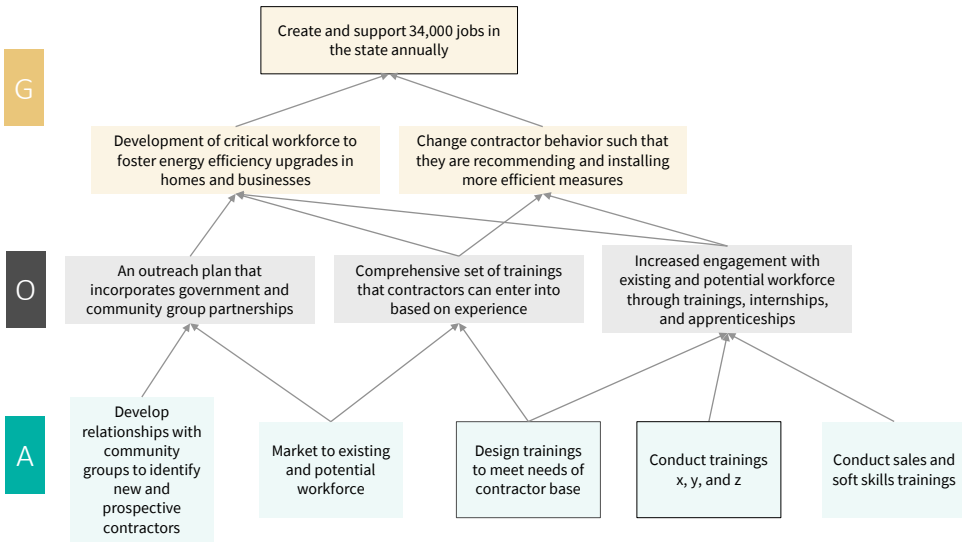 Create and support 34,000 jobs in
the state annually
G
Development of critical workforce to
foster energy efficiency upgrades in
homes and businesses
Change contractor behavior such that
they are recommending and installing
more efficient measures
O
An outreach plan that
incorporates government and
community group partnerships
Comprehensive set of trainings
that contractors can enter into
based on experience
Increased engagement with
existing and potential workforce
through trainings, internships,
and apprenticeships
A
Develop
relationships with
community
groups to identify
new and
prospective
contractors
Market to existing
and potential
workforce
Design trainings
to meet needs of
contractor base
Conduct trainings
x, y, and z
Conduct sales and
soft skills trainings